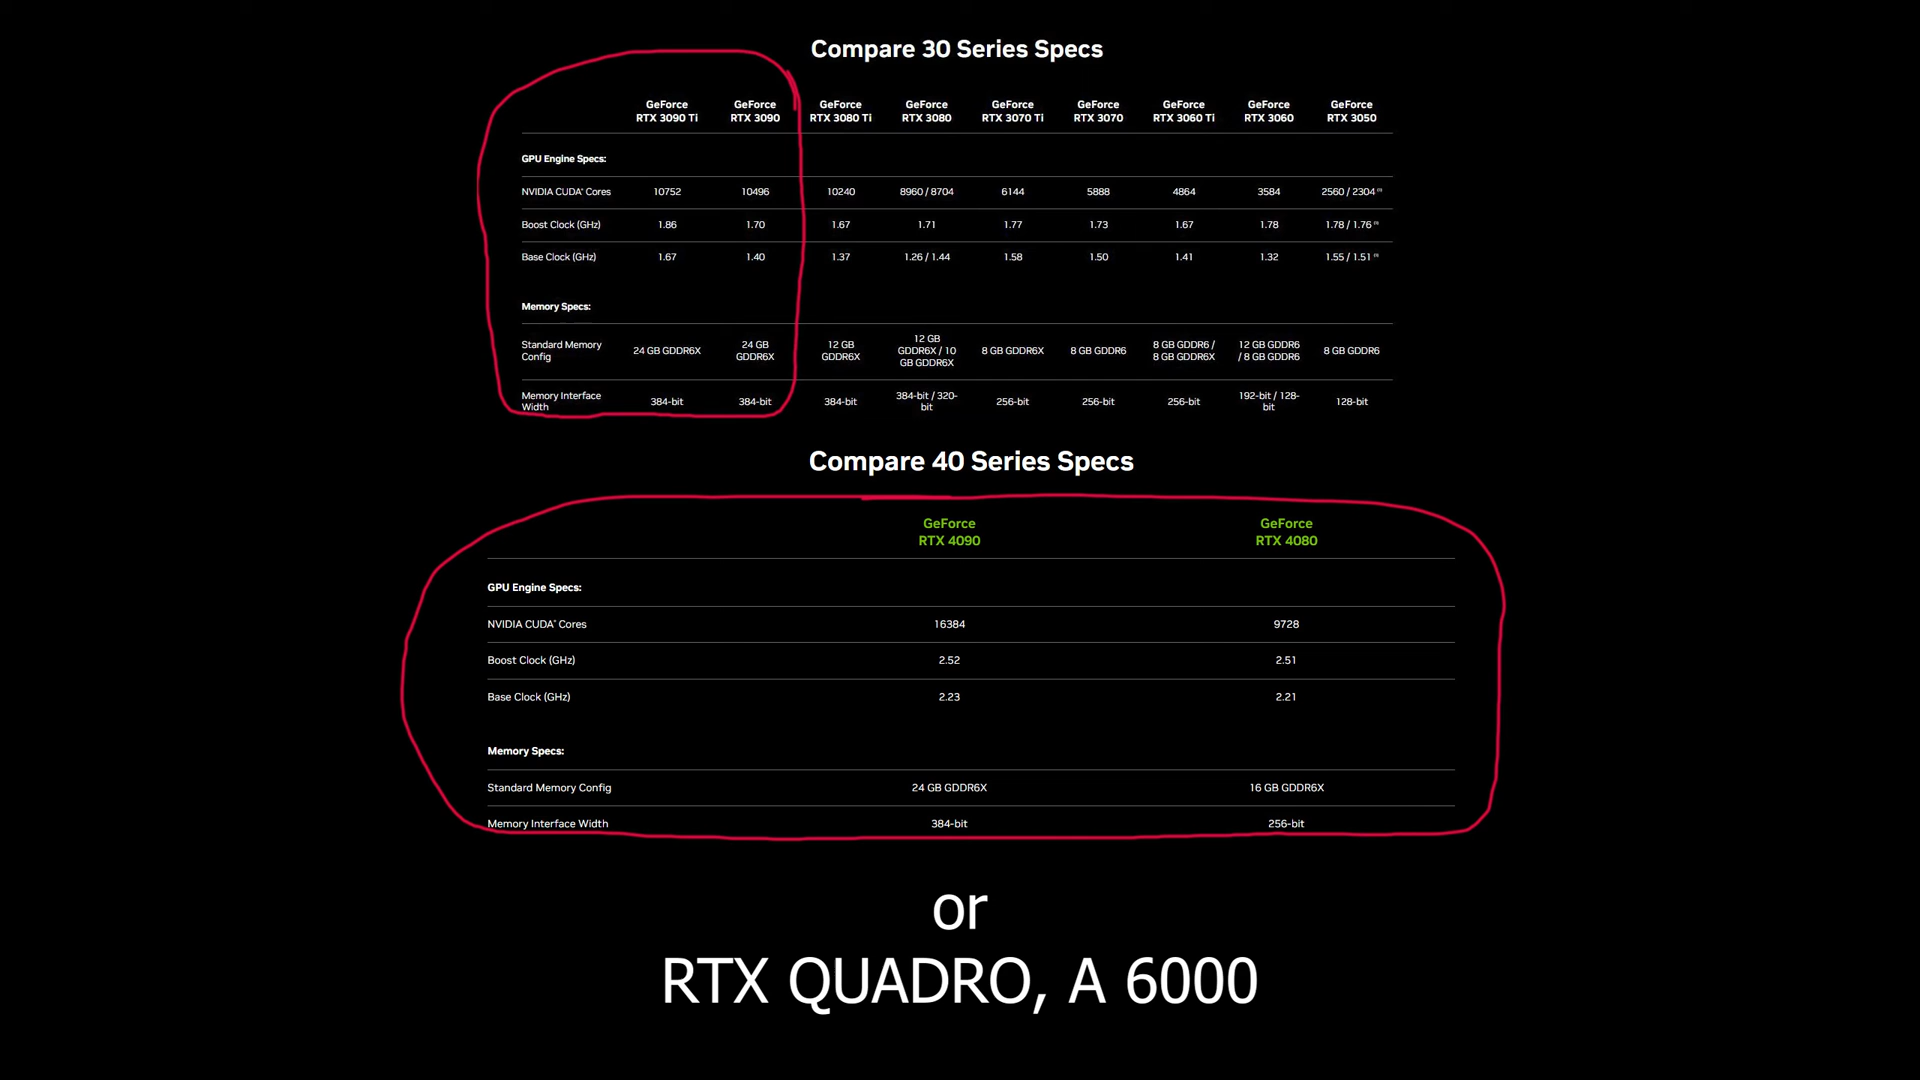 Compare 30 Series Specs
GeForce RTX 3090 Ti GeForce RTX 3090 GeForce RTX 3080 Ti GeForce RTX 3080 GeForce RTX 3070 Ti GeForce RTX 3070 GeForce RTX 3060 Ti GeForce RTX 3060 GeForce RTX 3050
GPU Engine Specs:
NVIDIA CUDA® Cores 10752 10496 10240 8960 / 8704 6144 5888 4864 3584 2560 / 2304 (1)
Boost Clock (GHz) 1.86 1.70 1.67 1.71 1.77 1.73 1.67 1.78 1.78 / 1.76 (1)
Base Clock (GHz) 1.67 1.40 1.37 1.26 / 1.44 1.58 1.50 1.41 1.32 1.55 / 1.51 (1)
Memory Specs:
Standard Memory Config 24 GB GDDR6X 24 GB GDDR6X 12 GB GDDR6X 12 GB GDDR6X / 10 GB GDDR6X 8 GB GDDR6X 8 GB GDDR6 8 GB GDDR6 / 8 GB GDDR6X 12 GB GDDR6 / 8 GB GDDR6 8 GB GDDR6
Memory Interface Width 384-bit 384-bit 384-bit 384-bit / 320-bit 256-bit 256-bit 256-bit 192-bit / 128-bit 128-bit
Compare 40 Series Specs
GeForce RTX 4090 GeForce RTX 4080
GPU Engine Specs:
NVIDIA CUDA® Cores 16384 9728
Boost Clock (GHz) 2.52 2.51
Base Clock (GHz) 2.23 2.21
Memory Specs:
Standard Memory Config 24 GB GDDR6X 16 GB GDDR6X
Memory Interface Width 384-bit 256-bit
or
RTX QUADRO, A 6000